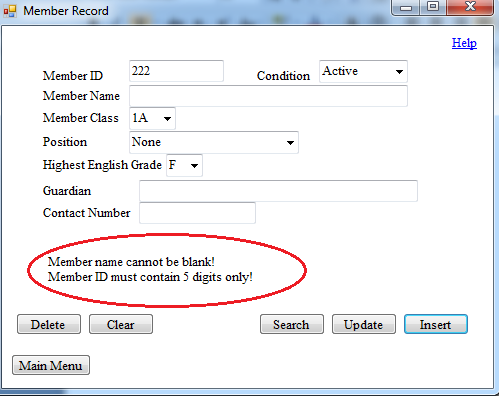 Member Record
Help
Member ID 222 Condition Active
Member Name
Member Class 1A
Position None
Highest English Grade F
Guardian
Contact Number
Member name cannot be blank!
Member ID must contain 5 digits only!
Delete Clear Search Update Insert
Main Menu